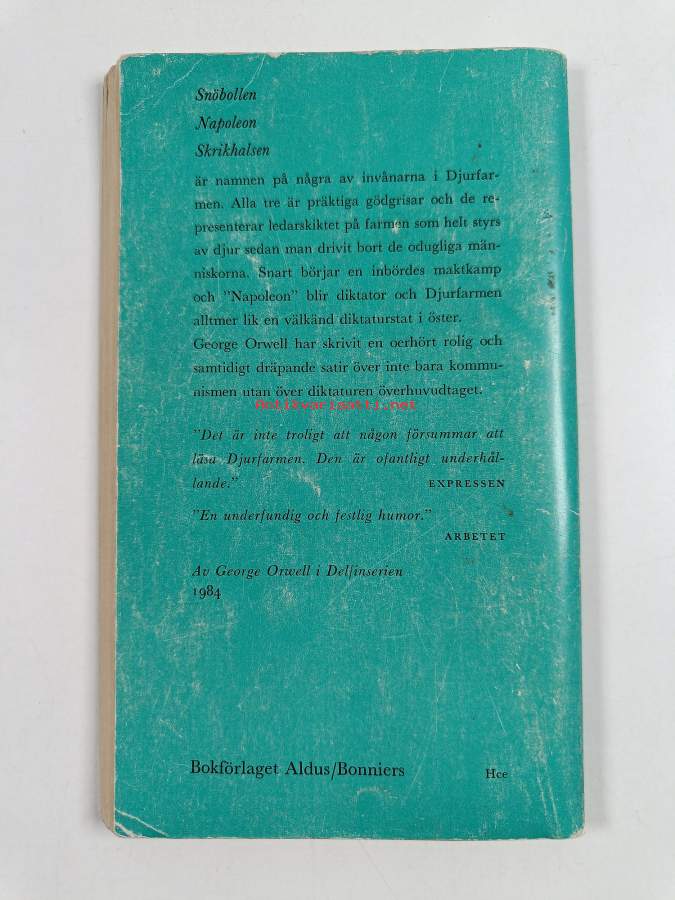 Snöbollen
Napoleon
Skrikhalsen
är namnen på några av invånarna i Djurfar-
men. Alla tre är präktiga gödgrisar och de re-
presenterar ledarskiktet på farmen som helt styrs
av djur sedan man drivit bort de odugliga män-
niskorna. Snart börjar en inbördes maktkamp
och "Napoleon" blir diktator och Djurfarmen
alltmer lik en välkänd diktaturstat i öster.
George Orwell har skrivit en oerhört rolig och
samtidigt dräpande satir över inte bara kommu-
nismen utan över diktaturen överhuvudtaget.
Antikvariaatti.net
"Det är inte troligt att någon försummar att
läsa Djurfarmen. Den är ofantligt underhål-
lande." EXPRESSEN
"En underfundig och festlig humor."
ARBETET
Av George Orwell i Delfinserien
1984
Bokförlaget Aldus/Bonniers Hce